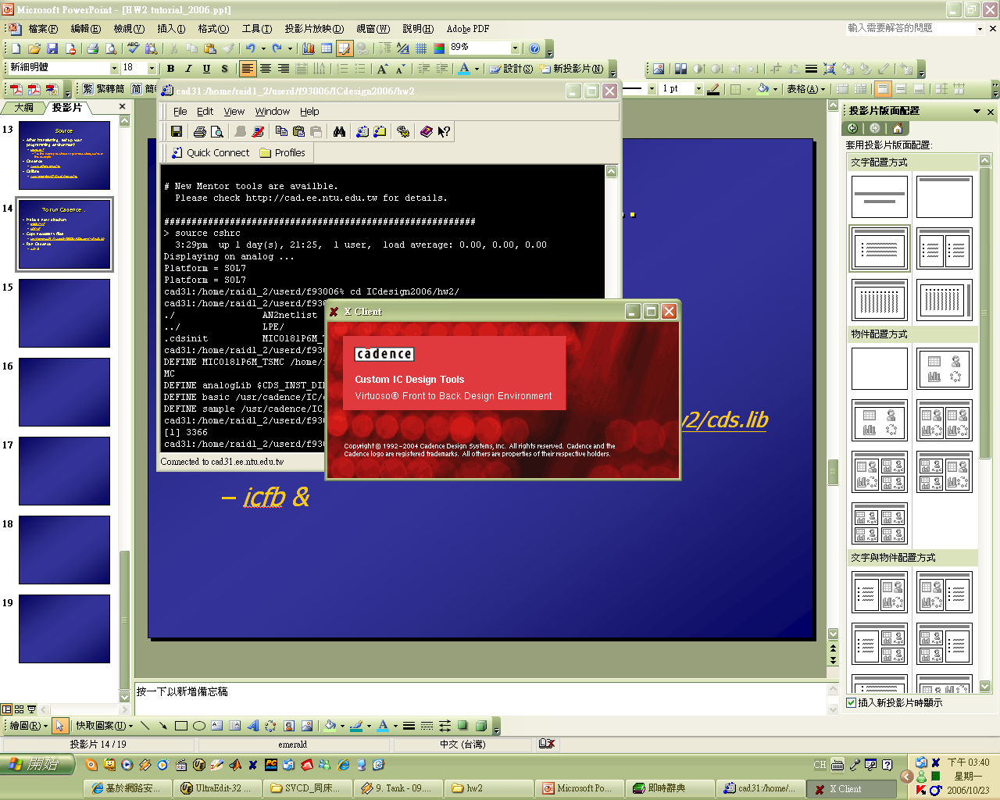 Microsoft PowerPoint - [HW2 tutorial_2006.ppt]
檔案(F) 編輯(E) 檢視(V) 插入(I) 格式(O) 工具(T) 投影片放映(D) 視窗(W) 說明(H) Adobe PDF
輸入需要解答的問題
89%
新細明體 18 B I U S
設計(S) 新投影片(N)
繁 繁轉簡 简 簡
1 pt 表格(A)
大綱 投影片
13
Source
14
To run Cadence .
Make a new directory
Copy necessary files
Run Cadence
15
16
17
18
19
cad31:/home/raid1_2/userd/f93006/ICdesign2006/hw2
File Edit View Window Help
Quick Connect Profiles
# New Mentor tools are availble.
Please check http://cad.ee.ntu.edu.tw for details.
#########################################################
> source cshrc
3:29pm up 1 day(s), 21:25, 1 user, load average: 0.00, 0.00, 0.00
Displaying on analog ...
Platform = SOL7
Platform = SOL7
cad31:/home/raid1_2/userd/f93006% cd ICdesign2006/hw2/
cad31:/home/raid1_2/userd/f9300
./ AN2netlist
../ LPE/
.cdsinit MICO181P6M_T
cad31:/home/raid1_2/userd/f9300
DEFINE MICO181P6M_TSMC /home/r
MC
DEFINE analogLib $CDS_INST_DI
DEFINE basic /usr/cadence/IC/
DEFINE sample /usr/cadence/IC/
cad31:/home/raid1_2/userd/f9300
[1] 3366
cad31:/home/raid1_2/userd/f9300
Connected to cad31.ee.ntu.edu.tw
X Client
cādence
Custom IC Design Tools
Virtuoso® Front to Back Design Environment
Copyright © 1992-2004 Cadence Design Systems, Inc. All rights reserved. Cadence and the
Cadence logo are registered trademarks. All others are properties of their respective holders.
w2/cds.lib
– icfb &
投影片版面配置
套用投影片版面配置:
文字配置方式
物件配置方式
文字與物件配置方式
插入新投影片時顯示
按一下以新增備忘稿
繪圖(R) 快取圖案(U)
投影片 14 / 19 emerald 中文 (台灣)
開始
CH
下午 03:40
星期一
2006/10/23
基於網路安... UltraEdit-32 ... SVCD_同床... 9. Tank - 09.... hw2 Microsoft Po... 即時辭典 cad31:/home/... X Client